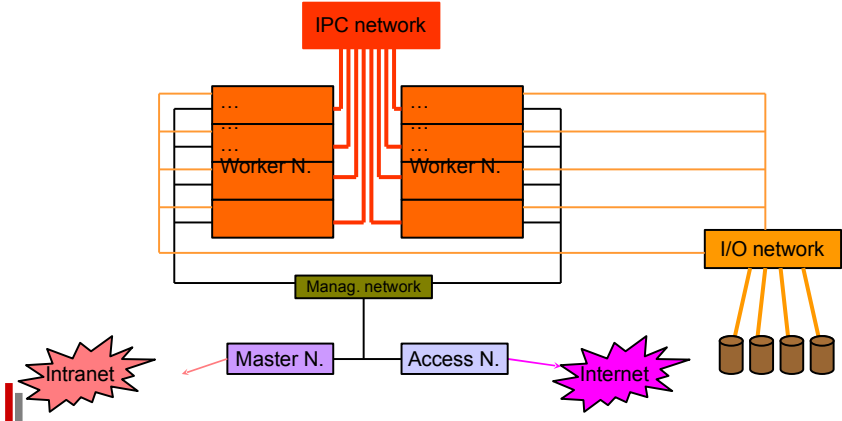 IPC network
…
…
…
Worker N.
…
…
…
Worker N.
I/O network
Manag. network
Master N.
Access N.
Intranet
Internet